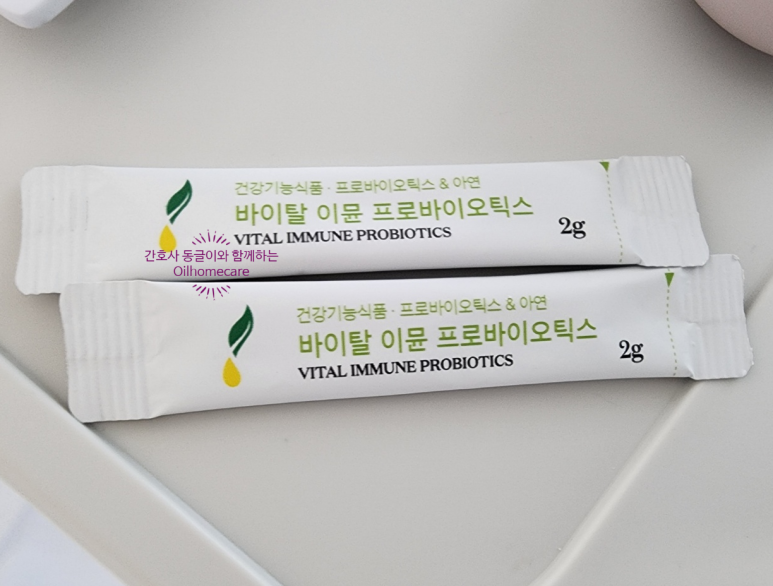 건강기능식품 · 프로바이오틱스 & 아연
바이탈 이뮨 프로바이오틱스
VITAL IMMUNE PROBIOTICS
2g
간호사 동글이와 함께하는
Oilhomecare
건강기능식품 · 프로바이오틱스 & 아연
바이탈 이뮨 프로바이오틱스
VITAL IMMUNE PROBIOTICS
2g